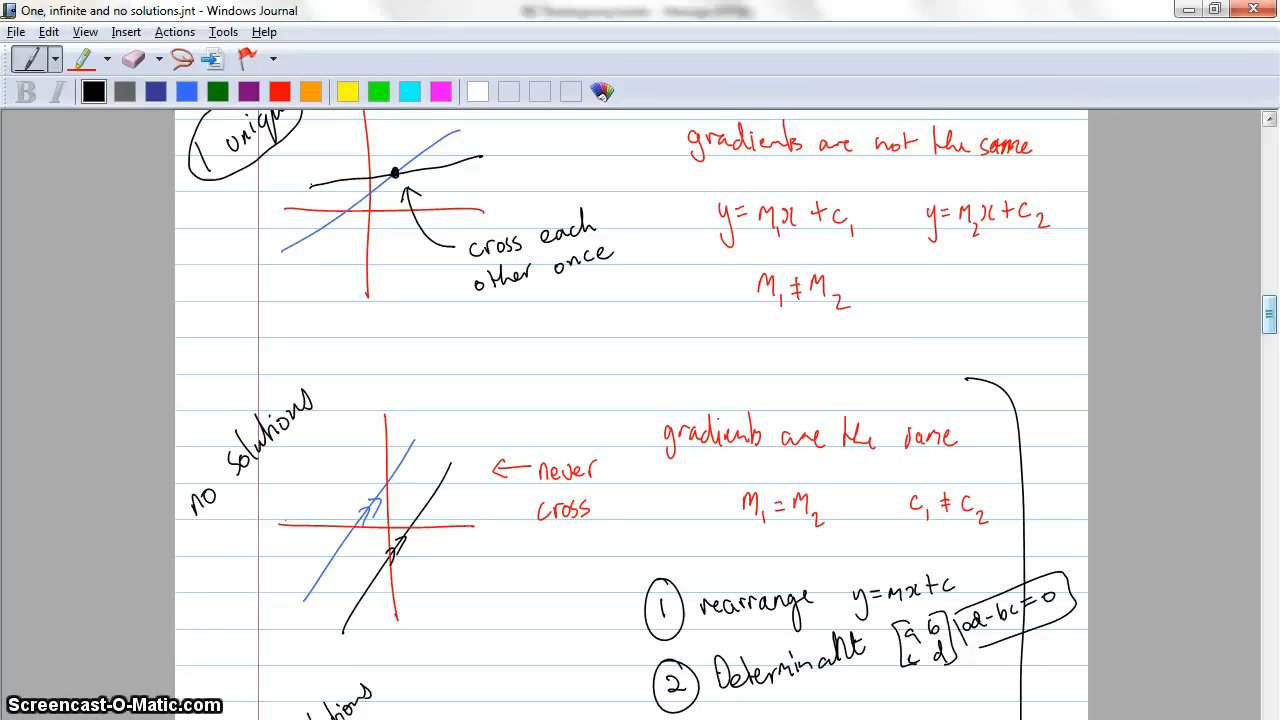 One, infinite and no solutions.jnt - Windows Journal
File Edit View Insert Actions Tools Help
B I
1 uniq
gradients are not the same
y = m₁x + c₁ y = m₂x + c₂
cross each
other once
m₁ ≠ m₂
no solutions
gradients are the same
← never
cross
m₁ = m₂ c₁ ≠ c₂
① rearrange y = mx + c
② Determinant [a b
c d] ad - bc = 0
Screencast-O-Matic.com